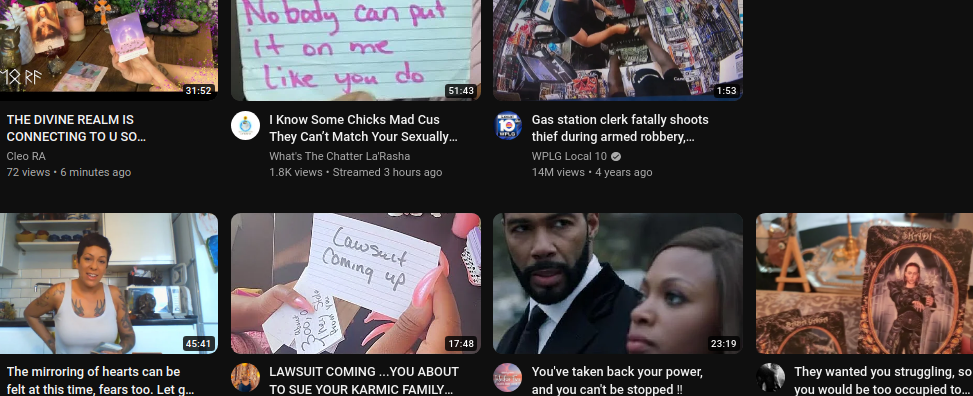 31:52
THE DIVINE REALM IS
CONNECTING TO U SO...
Cleo RA
72 views • 6 minutes ago
Nobody can put
it on me
like you do
51:43
I Know Some Chicks Mad Cus
They Can't Match Your Sexually...
What's The Chatter La'Rasha
1.8K views • Streamed 3 hours ago
1:53
10
WPLG
Gas station clerk fatally shoots
thief during armed robbery,...
WPLG Local 10
14M views • 4 years ago
45:41
The mirroring of hearts can be
felt at this time, fears too. Let g...
Lawsuit
Coming up
17:48
LAWSUIT COMING ...YOU ABOUT
TO SUE YOUR KARMIC FAMILY...
23:19
You've taken back your power,
and you can't be stopped !!
SKADI
They wanted you struggling, so
you would be too occupied to...